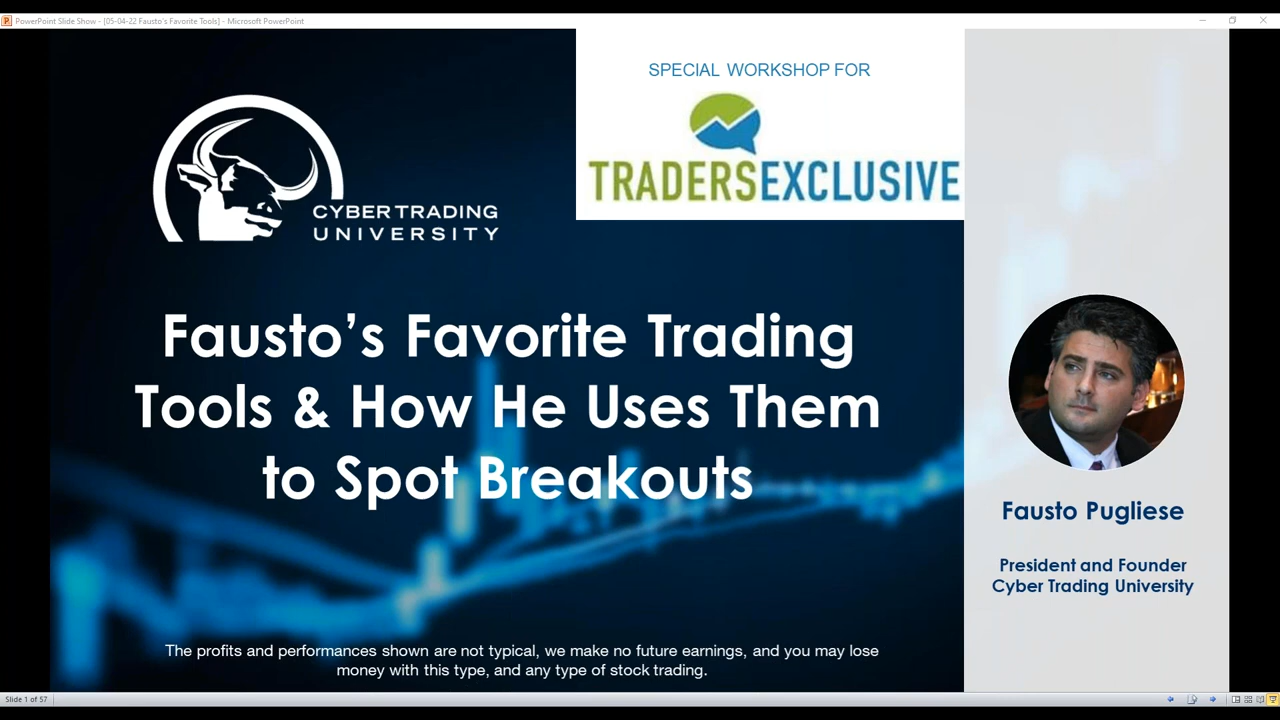 PowerPoint Slide Show - [05-04-22 Fausto's Favorite Tools] - Microsoft PowerPoint
SPECIAL WORKSHOP FOR
TRADERSEXCLUSIVE
CYBERTRADING
UNIVERSITY
Fausto’s Favorite Trading
Tools & How He Uses Them
to Spot Breakouts
Fausto Pugliese
President and Founder
Cyber Trading University
The profits and performances shown are not typical, we make no future earnings, and you may lose
money with this type, and any type of stock trading.
Slide 1 of 57